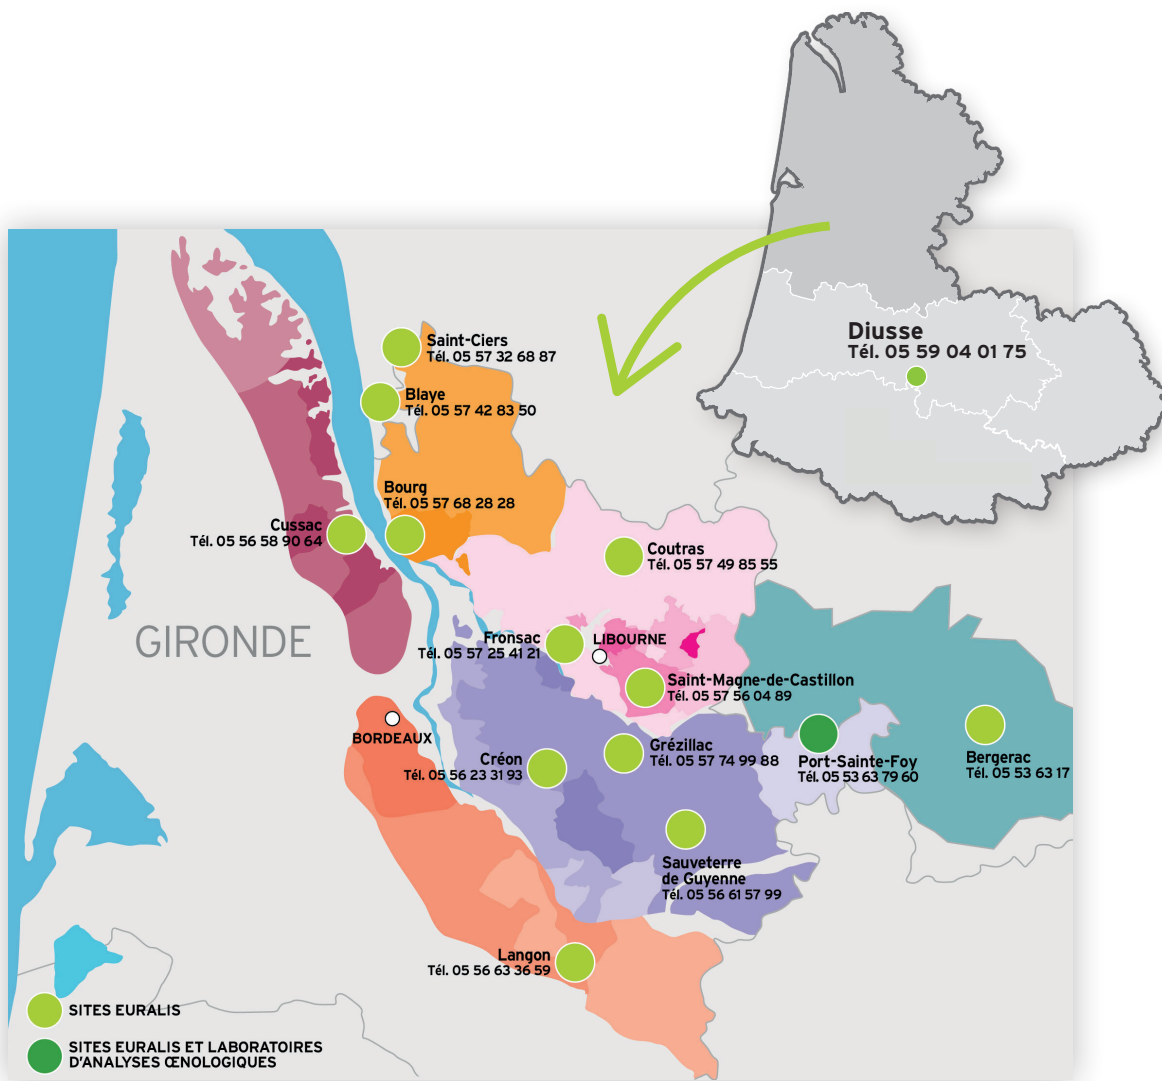 Diusse
Tél. 05 59 04 01 75
Saint-Ciers
Tél. 05 57 32 68 87
Blaye
Tél. 05 57 42 83 50
Bourg
Tél. 05 57 68 28 28
Cussac
Tél. 05 56 58 90 64
Coutras
Tél. 05 57 49 85 55
GIRONDE
Fronsac
Tél. 05 57 25 41 21
LIBOURNE
Saint-Magne-de-Castillon
Tél. 05 57 56 04 89
BORDEAUX
Créon
Tél. 05 56 23 31 93
Grézillac
Tél. 05 57 74 99 88
Port-Sainte-Foy
Tél. 05 53 63 79 60
Bergerac
Tél. 05 53 63 17
Sauveterre
de Guyenne
Tél. 05 56 61 57 99
Langon
Tél. 05 56 63 36 59
SITES EURALIS
SITES EURALIS ET LABORATOIRES
D'ANALYSES ŒNOLOGIQUES